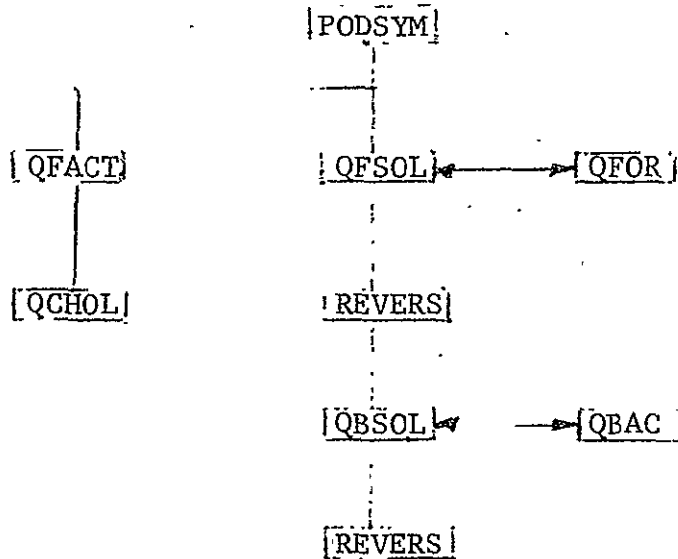 PODSYM
QFACT QFSOL QFOR
QCHOL REVERS
QBSOL QBAC
REVERS